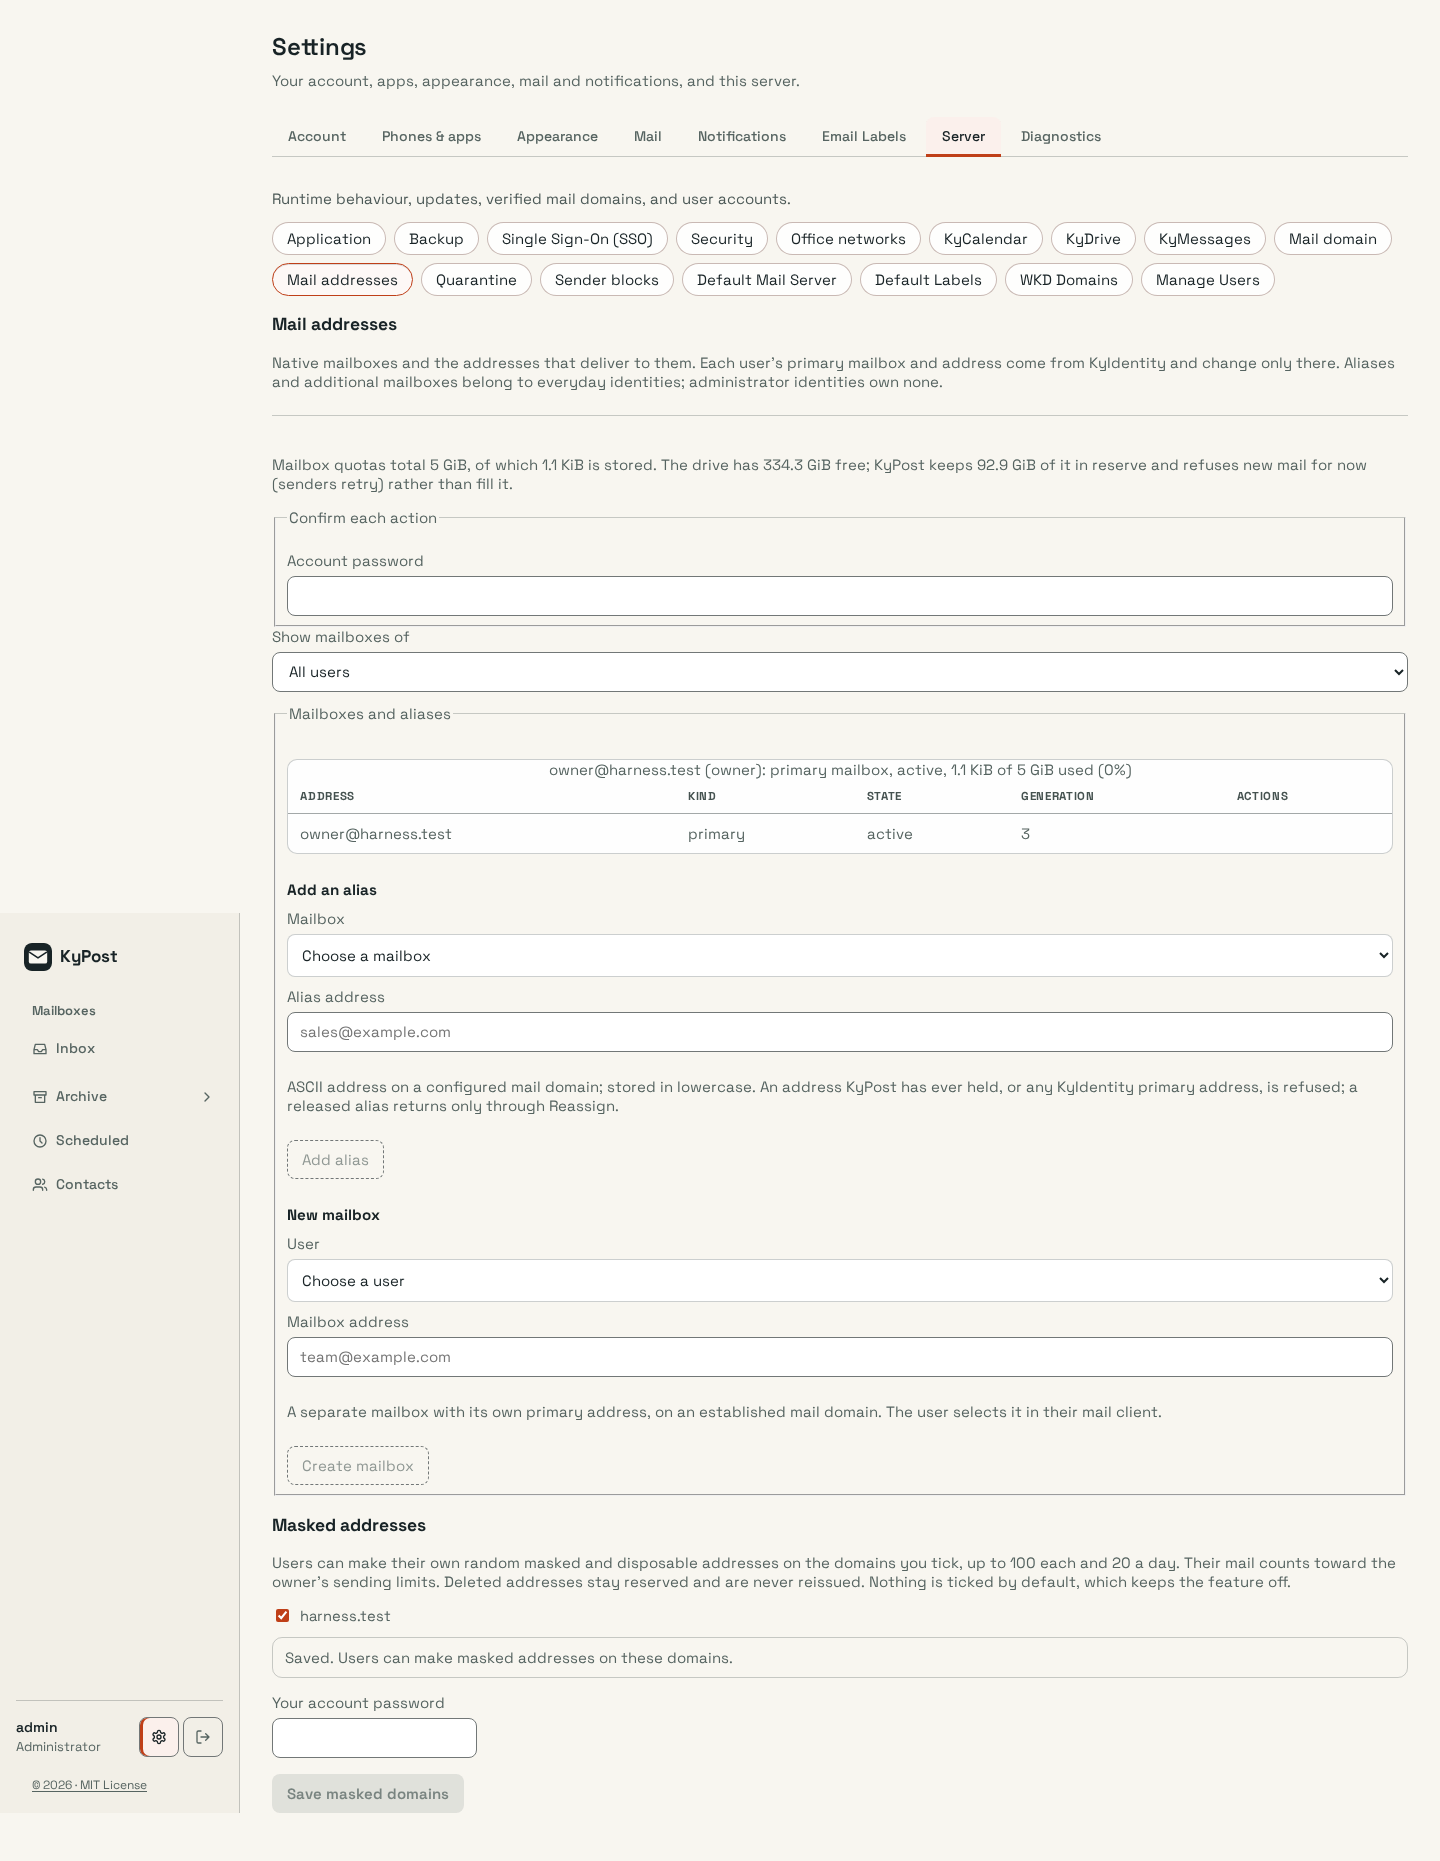 Settings
Your account, apps, appearance, mail and notifications, and this server.
Account
Phones & apps
Appearance
Mail
Notifications
Email Labels
Server
Diagnostics
Runtime behaviour, updates, verified mail domains, and user accounts.
Application
Backup
Single Sign-On (SSO)
Security
Office networks
KyCalendar
KyDrive
KyMessages
Mail domain
Mail addresses
Quarantine
Sender blocks
Default Mail Server
Default Labels
WKD Domains
Manage Users
Mail addresses
Native mailboxes and the addresses that deliver to them. Each user's primary mailbox and address come from KyIdentity and change only there. Aliases
and additional mailboxes belong to everyday identities; administrator identities own none.
Mailbox quotas total 5 GiB, of which 1.1 KiB is stored. The drive has 334.3 GiB free; KyPost keeps 92.9 GiB of it in reserve and refuses new mail for now
(senders retry) rather than fill it.
Confirm each action
Account password
Show mailboxes of
All users
Mailboxes and aliases
owner@harness.test (owner): primary mailbox, active, 1.1 KiB of 5 GiB used (0%)
ADDRESS KIND STATE GENERATION ACTIONS
owner@harness.test primary active 3
Add an alias
Mailbox
Choose a mailbox
Alias address
sales@example.com
ASCII address on a configured mail domain; stored in lowercase. An address KyPost has ever held, or any KyIdentity primary address, is refused; a
released alias returns only through Reassign.
Add alias
New mailbox
User
Choose a user
Mailbox address
team@example.com
A separate mailbox with its own primary address, on an established mail domain. The user selects it in their mail client.
Create mailbox
Masked addresses
Users can make their own random masked and disposable addresses on the domains you tick, up to 100 each and 20 a day. Their mail counts toward the
owner's sending limits. Deleted addresses stay reserved and are never reissued. Nothing is ticked by default, which keeps the feature off.
harness.test
Saved. Users can make masked addresses on these domains.
Your account password
Save masked domains
KyPost
Mailboxes
Inbox
Archive
Scheduled
Contacts
admin
Administrator
© 2026 · MIT License